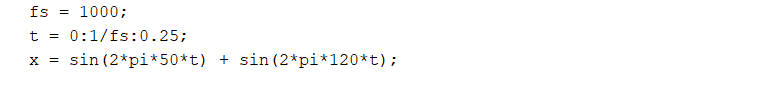 fs = 1000;
t = 0:1/fs:0.25;
x = sin(2*pi*50*t) + sin(2*pi*120*t);